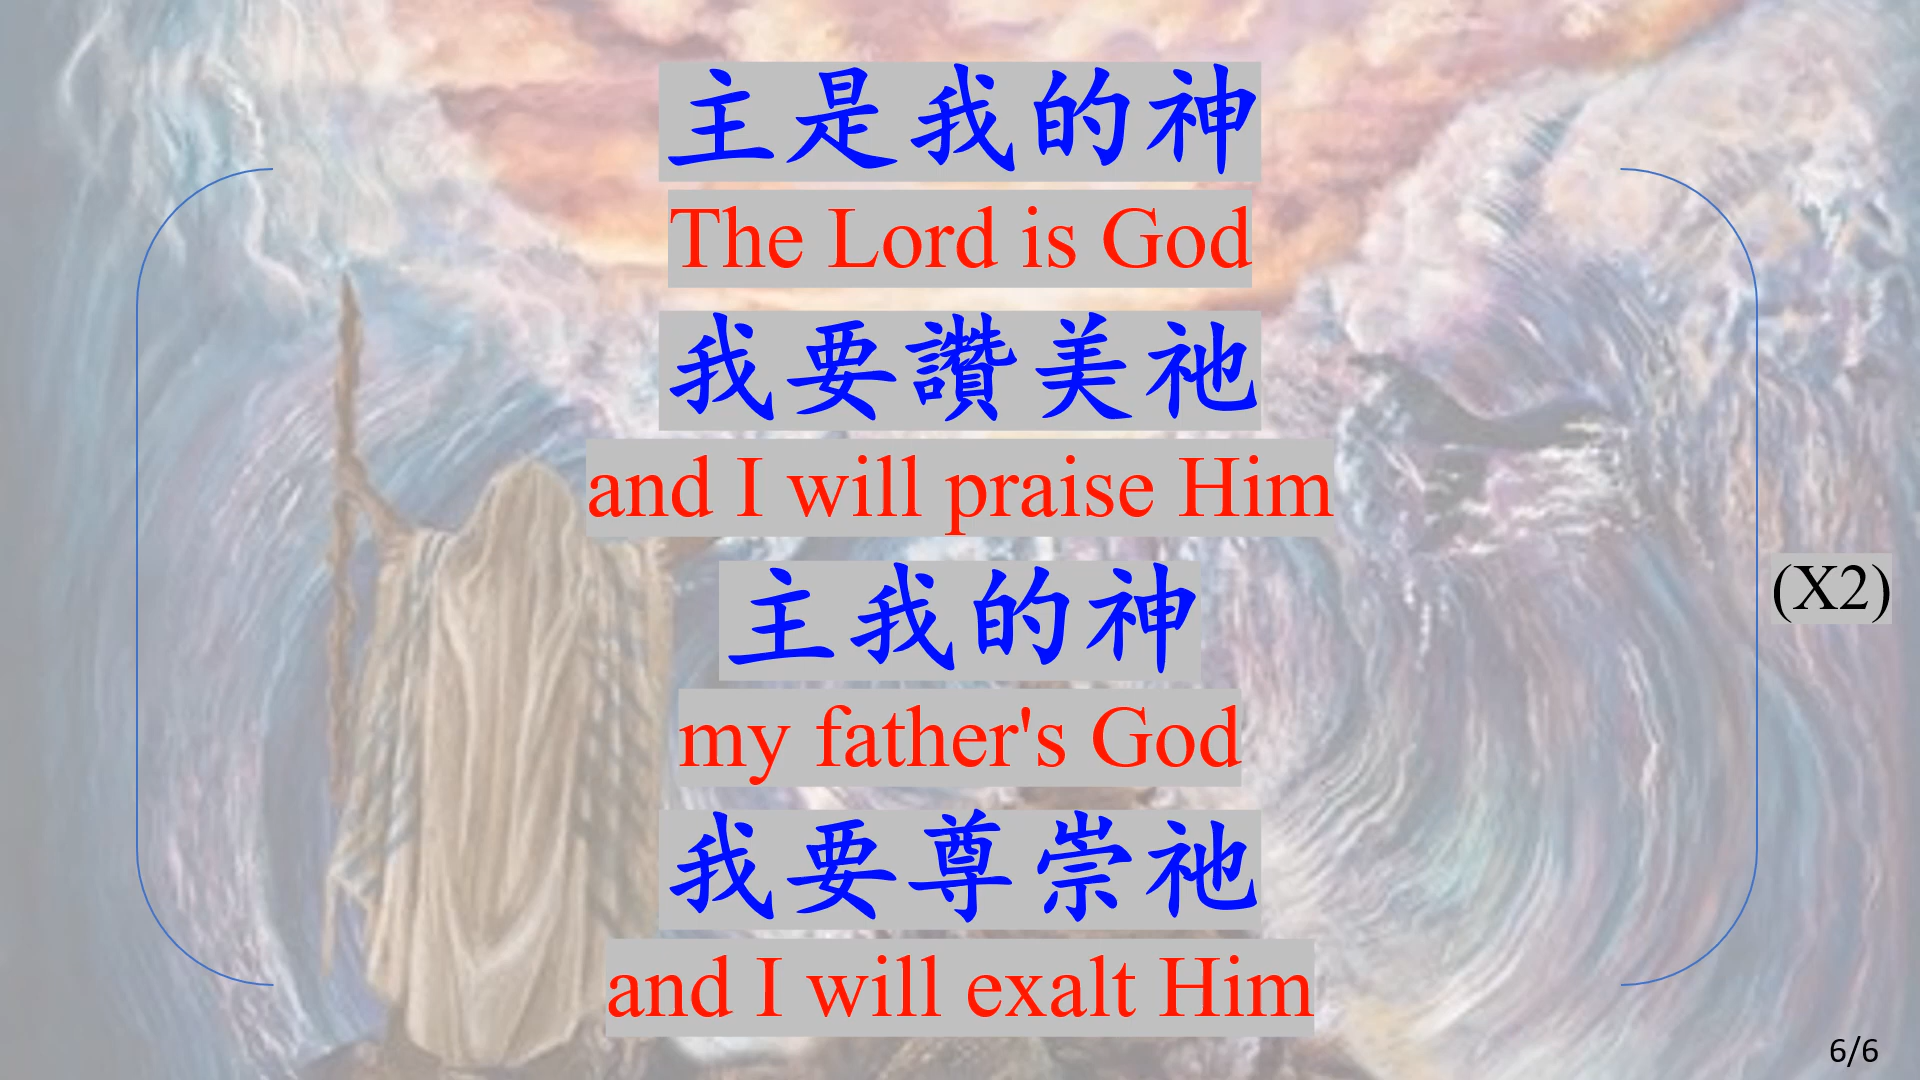 主是我的神
The Lord is God
我要讚美祂
and I will praise Him
主我的神
my father's God
我要尊崇祂
and I will exalt Him
(X2)
6/6